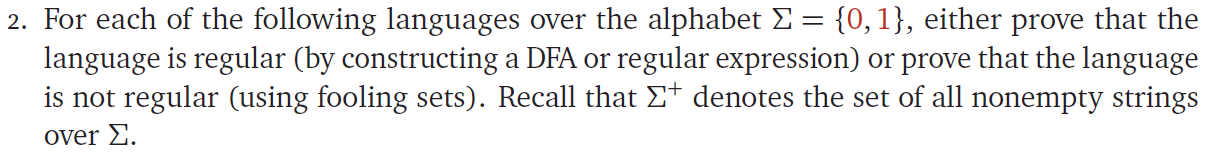 2. For each of the following languages over the alphabet Σ = {0, 1}, either prove that the
language is regular (by constructing a DFA or regular expression) or prove that the language
is not regular (using fooling sets). Recall that Σ⁺ denotes the set of all nonempty strings
over Σ.